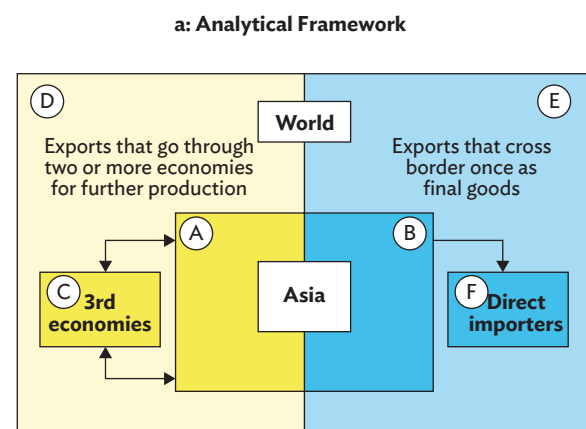 a: Analytical Framework
D
E
World
Exports that go through
two or more economies
for further production
Exports that cross
border once as
final goods
A
B
C
3rd
economies
Asia
F
Direct
importers